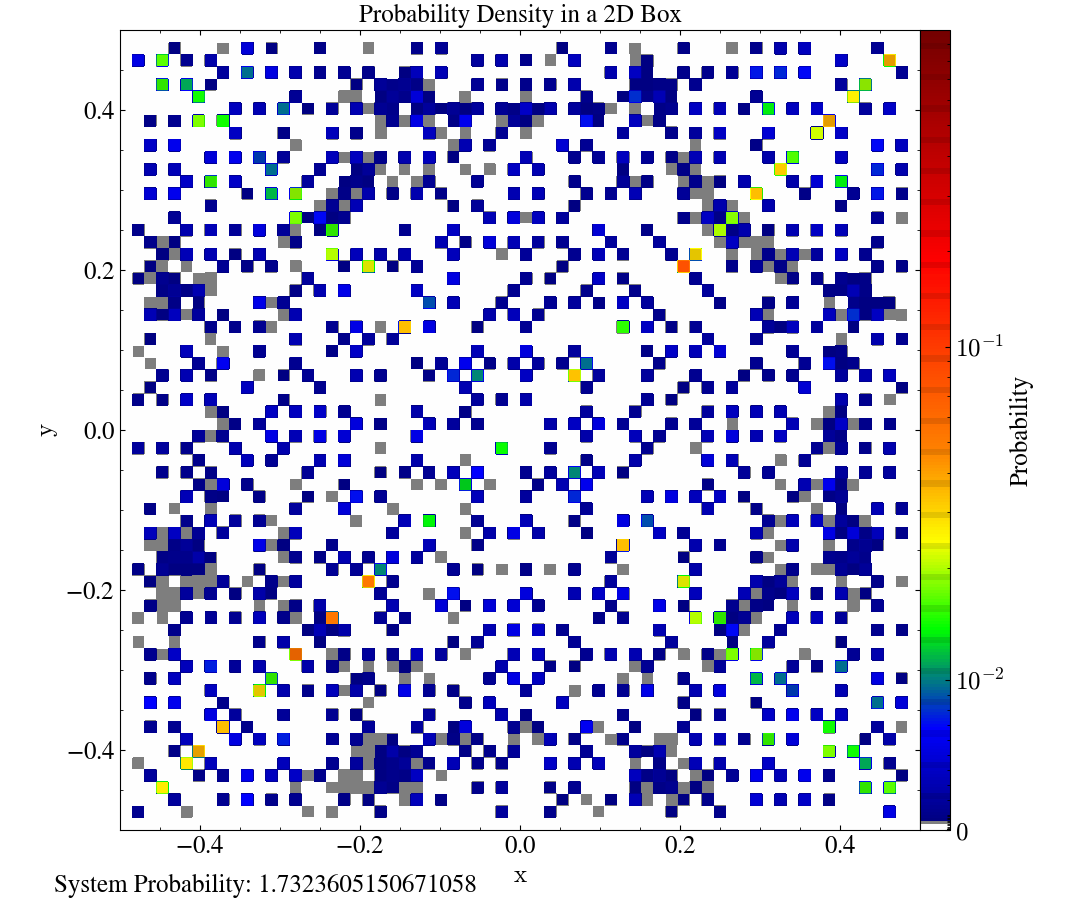 Probability Density in a 2D Box
0.4
0.2
0.0
−0.2
−0.4
y
−0.4 −0.2 0.0 0.2 0.4
x
10⁻¹
10⁻²
0
Probability
System Probability: 1.7323605150671058